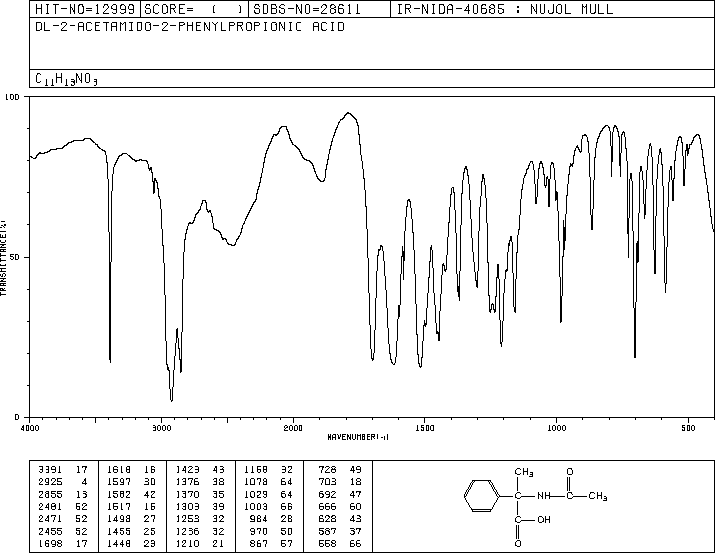 HIT-NO=12999 SCORE= ( ) SDBS-NO=28611 IR-NIDA-40685 : NUJOL MULL
DL-2-ACETAMIDO-2-PHENYLPROPIONIC ACID
C11H13NO3
100
50
0
TRANSMITTANCE(%)
4000 3000 2000 1500 1000 500
WAVENUMBER(-1)
3391 17 1618 16 1423 43 1168 32 728 49
2925 4 1597 30 1376 38 1078 64 703 18
2855 13 1582 42 1370 35 1029 64 692 47
2481 52 1517 16 1303 39 1003 66 666 60
2471 52 1498 27 1253 32 984 28 628 43
2455 52 1455 25 1236 32 970 50 587 37
1698 17 1448 23 1210 21 867 57 558 66
CH3 O
C NH C CH3
C OH
O